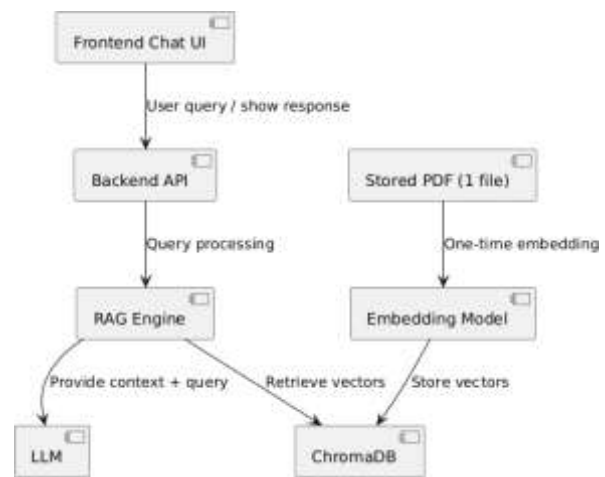 Frontend Chat UI
User query / show response
Backend API
Stored PDF (1 file)
Query processing
One-time embedding
RAG Engine
Embedding Model
Provide context + query
Retrieve vectors
Store vectors
LLM
ChromaDB